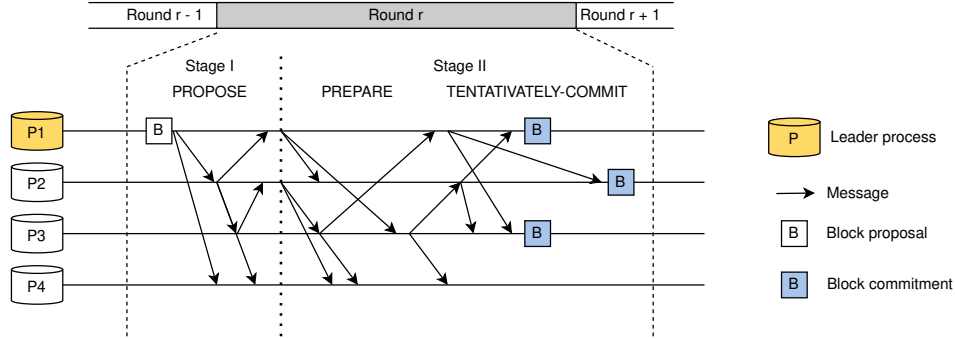 Round r - 1 Round r Round r + 1
Stage I Stage II
PROPOSE PREPARE TENTATIVELY-COMMIT
P1 B B
P Leader process
P2 B
Message
P3 B
B Block proposal
P4
B Block commitment